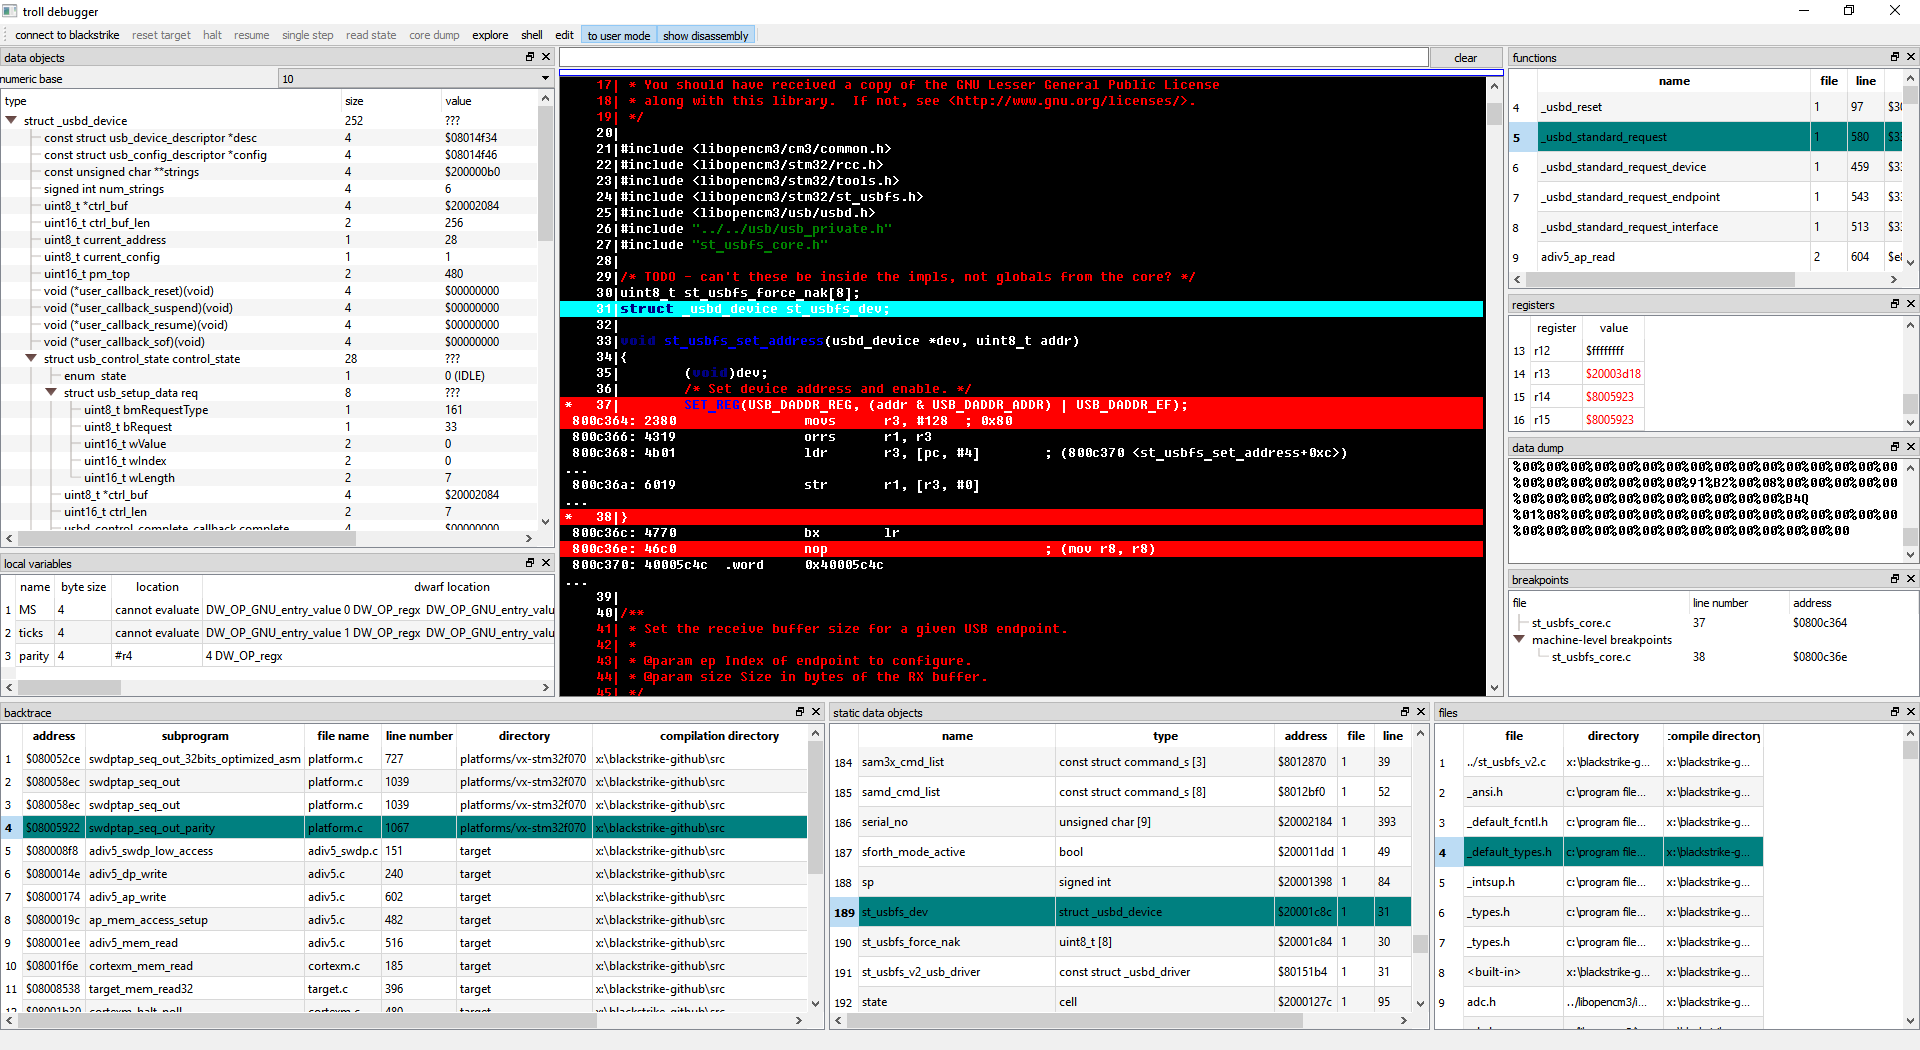 troll debugger
connect to blackstrike reset target halt resume single step read state core dump explore shell edit to user mode show disassembly
data objects
numeric base 10
type size value
struct _usbd_device 252 ???
const struct usb_device_descriptor *desc 4 $08014f34
const struct usb_config_descriptor *config 4 $08014f46
const unsigned char **strings 4 $200000b0
signed int num_strings 4 6
uint8_t *ctrl_buf 4 $20002084
uint16_t ctrl_buf_len 2 256
uint8_t current_address 1 28
uint8_t current_config 1 1
uint16_t pm_top 2 480
void (*user_callback_reset)(void) 4 $00000000
void (*user_callback_suspend)(void) 4 $00000000
void (*user_callback_resume)(void) 4 $00000000
void (*user_callback_sof)(void) 4 $00000000
struct usb_control_state control_state 28 ???
enum state 1 0 (IDLE)
struct usb_setup_data req 8 ???
uint8_t bmRequestType 1 161
uint8_t bRequest 1 33
uint16_t wValue 2 0
uint16_t wIndex 2 0
uint16_t wLength 2 7
uint8_t *ctrl_buf 4 $20002084
uint16_t ctrl_len 2 7
usbd_control_complete_callback complete 4 $00000000
local variables
name byte size location dwarf location
1 MS 4 cannot evaluate DW_OP_GNU_entry_value 0 DW_OP_regx DW_OP_GNU_entry_valu
2 ticks 4 cannot evaluate DW_OP_GNU_entry_value 1 DW_OP_regx DW_OP_GNU_entry_valu
3 parity 4 #r4 4 DW_OP_regx
clear
17| * You should have received a copy of the GNU Lesser General Public License
18| * along with this library.  If not, see <http://www.gnu.org/licenses/>.
19| */
20|
21|#include <libopencm3/cm3/common.h>
22|#include <libopencm3/stm32/rcc.h>
23|#include <libopencm3/stm32/tools.h>
24|#include <libopencm3/stm32/st_usbfs.h>
25|#include <libopencm3/usb/usbd.h>
26|#include "../../usb/usb_private.h"
27|#include "st_usbfs_core.h"
28|
29|/* TODO - can't these be inside the impls, not globals from the core? */
30|uint8_t st_usbfs_force_nak[8];
31|struct _usbd_device st_usbfs_dev;
32|
33|void st_usbfs_set_address(usbd_device *dev, uint8_t addr)
34|{
35| (void)dev;
36| /* Set device address and enable. */
* 37| SET_REG(USB_DADDR_REG, (addr & USB_DADDR_ADDR) | USB_DADDR_EF);
800c364: 2380 movs r3, #128 ; 0x80
800c366: 4319 orrs r1, r3
800c368: 4b01 ldr r3, [pc, #4] ; (800c370 <st_usbfs_set_address+0xc>)
...
800c36a: 6019 str r1, [r3, #0]
...
* 38|}
800c36c: 4770 bx lr
800c36e: 46c0 nop ; (mov r8, r8)
800c370: 40005c4c .word 0x40005c4c
...
39|
40|/**
41| * Set the receive buffer size for a given USB endpoint.
42| *
43| * @param ep Index of endpoint to configure.
44| * @param size Size in bytes of the RX buffer.
45| */
functions
name file line
4 _usbd_reset 1 97 $30
5 _usbd_standard_request 1 580 $3
6 _usbd_standard_request_device 1 459 $3
7 _usbd_standard_request_endpoint 1 543 $3
8 _usbd_standard_request_interface 1 513 $3
9 adiv5_ap_read 2 604 $e
registers
register value
13 r12 $ffffffff
14 r13 $20003d18
15 r14 $8005923
16 r15 $8005923
data dump
%00%00%00%00%00%00%00%00%00%00%00%00%00%00%00%00
%00%00%00%00%00%00%00%91%B2%00%08%00%00%00%00%00
%00%00%00%00%00%00%00%00%00%00%00%B4Q
%01%08%00%00%00%00%00%00%00%00%00%00%00%00%00%00
%00%00%00%00%00%00%00%00%00%00%00%00%00%00
breakpoints
file line number address
st_usbfs_core.c 37 $0800c364
machine-level breakpoints
st_usbfs_core.c 38 $0800c36e
backtrace
address subprogram file name line number directory compilation directory
1 $080052ce swdptap_seq_out_32bits_optimized_asm platform.c 727 platforms/vx-stm32f070 x:\blackstrike-github\src
2 $080058ec swdptap_seq_out platform.c 1039 platforms/vx-stm32f070 x:\blackstrike-github\src
3 $080058ec swdptap_seq_out platform.c 1039 platforms/vx-stm32f070 x:\blackstrike-github\src
4 $08005922 swdptap_seq_out_parity platform.c 1067 platforms/vx-stm32f070 x:\blackstrike-github\src
5 $080008f8 adiv5_swdp_low_access adiv5_swdp.c 151 target x:\blackstrike-github\src
6 $0800014e adiv5_dp_write adiv5.c 240 target x:\blackstrike-github\src
7 $08000174 adiv5_ap_write adiv5.c 602 target x:\blackstrike-github\src
8 $0800019c ap_mem_access_setup adiv5.c 482 target x:\blackstrike-github\src
9 $080001ee adiv5_mem_read adiv5.c 516 target x:\blackstrike-github\src
10 $08001f6e cortexm_mem_read cortexm.c 185 target x:\blackstrike-github\src
11 $08008538 target_mem_read32 target.c 396 target x:\blackstrike-github\src
12 $08001b30 cortexm_halt_poll cortexm.c 480 target x:\blackstrike-github\src
static data objects
name type address file line
184 sam3x_cmd_list const struct command_s [3] $8012870 1 39
185 samd_cmd_list const struct command_s [8] $8012bf0 1 52
186 serial_no unsigned char [9] $20002184 1 393
187 sforth_mode_active bool $200011dd 1 49
188 sp signed int $20001398 1 84
189 st_usbfs_dev struct _usbd_device $20001c8c 1 31
190 st_usbfs_force_nak uint8_t [8] $20001c84 1 30
191 st_usbfs_v2_usb_driver const struct _usbd_driver $80151b4 1 31
192 state cell $2000127c 1 95
files
file directory compile directory
1 ../st_usbfs_v2.c x:\blackstrike-g... x:\blackstrike-g...
2 _ansi.h c:\program file... x:\blackstrike-g...
3 _default_fcntl.h c:\program file... x:\blackstrike-g...
4 _default_types.h c:\program file... x:\blackstrike-g...
5 _intsup.h c:\program file... x:\blackstrike-g...
6 _types.h c:\program file... x:\blackstrike-g...
7 _types.h c:\program file... x:\blackstrike-g...
8 <built-in> x:\blackstrike-g... x:\blackstrike-g...
9 adc.h ../libopencm3/i... x:\blackstrike-g...